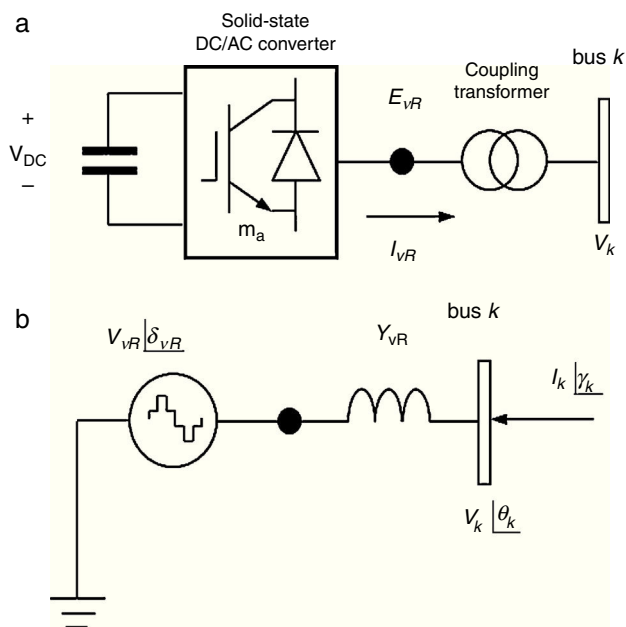 a
Solid-state
DC/AC converter
Coupling
transformer
bus k
E_vR
+
V_DC
–
m_a
I_vR
V_k
b
V_vR |δ_vR
Y_vR
bus k
I_k |γ_k
V_k |θ_k